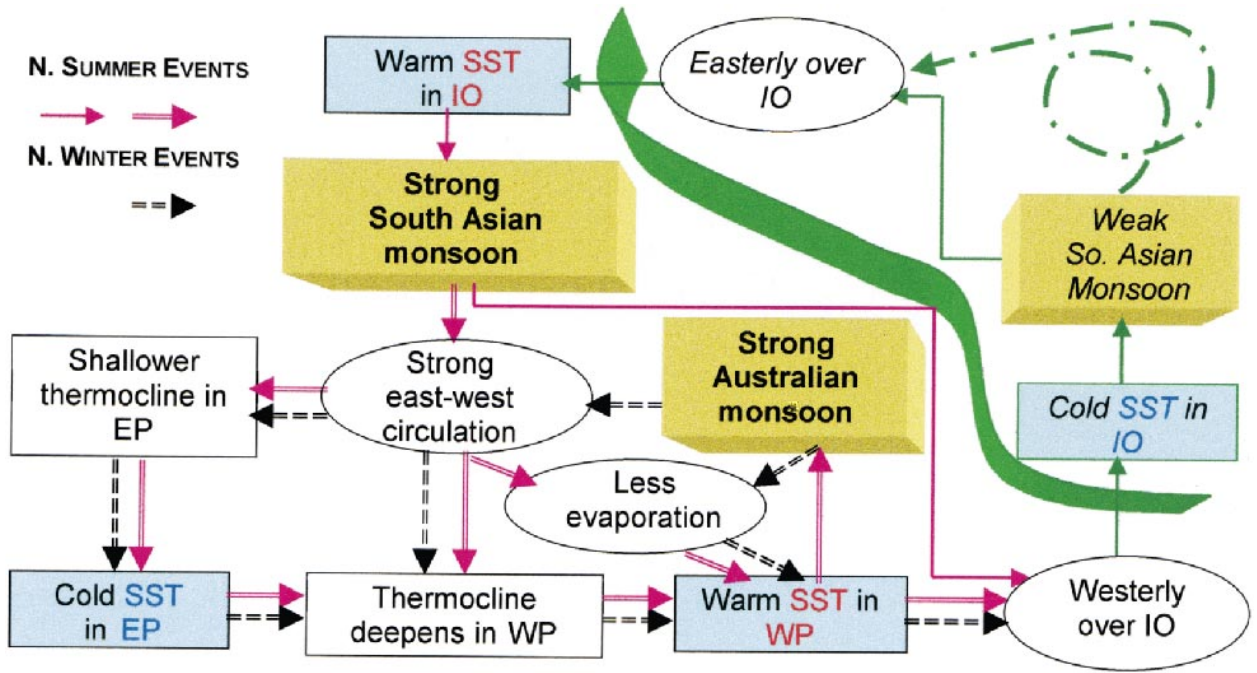 N. SUMMER EVENTS
N. WINTER EVENTS
Warm SST
in IO
Easterly over
IO
Strong
South Asian
monsoon
Weak
So. Asian
Monsoon
Shallower
thermocline in
EP
Strong
east-west
circulation
Strong
Australian
monsoon
Cold SST in
IO
Less
evaporation
Cold SST
in EP
Thermocline
deepens in WP
Warm SST in
WP
Westerly
over IO